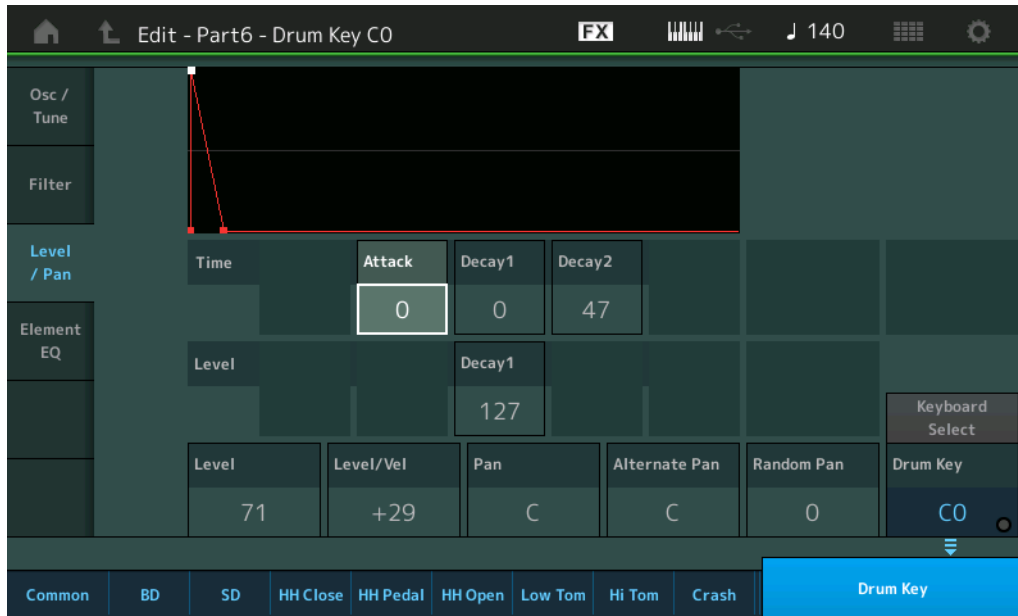 Edit - Part6 - Drum Key C0
FX
♩ 140
Osc /
Tune
Filter
Level
/ Pan
Element
EQ
Time
Attack
Decay1
Decay2
0
0
47
Level
Decay1
127
Keyboard
Select
Level
Level/Vel
Pan
Alternate Pan
Random Pan
Drum Key
71
+29
C
C
0
C0
Common
BD
SD
HH Close
HH Pedal
HH Open
Low Tom
Hi Tom
Crash
Drum Key